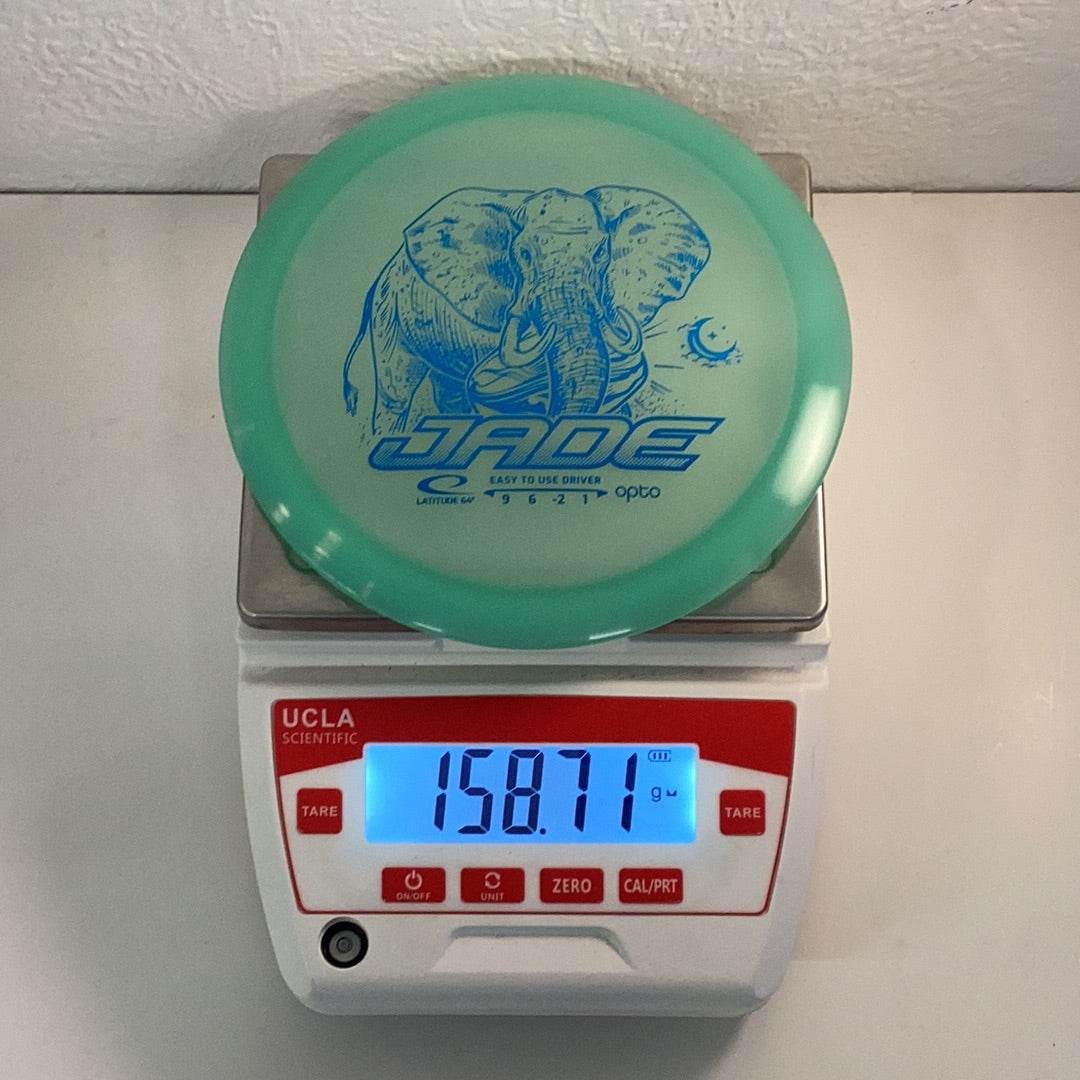 JADE
EASY TO USE DRIVER
LATITUDE 64° 9 6 -2 1 opto
UCLA
SCIENTIFIC
158.71 g
TARE
TARE
ON/OFF UNIT ZERO CAL/PRT